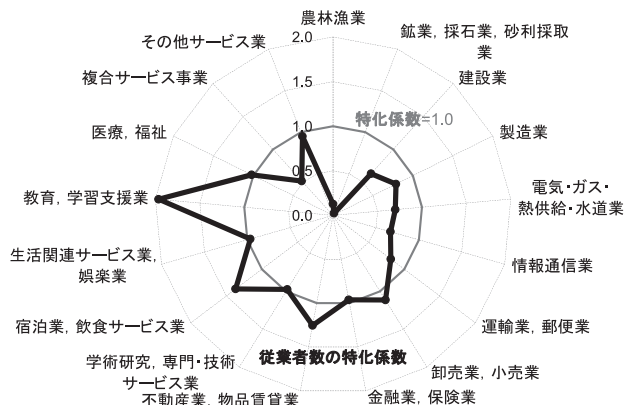 農林漁業
鉱業, 採石業, 砂利採取
業
建設業
製造業
電気・ガス・
熱供給・水道業
情報通信業
運輸業, 郵便業
卸売業, 小売業
金融業, 保険業
不動産業, 物品賃貸業
学術研究, 専門・技術
サービス業
宿泊業, 飲食サービス業
生活関連サービス業,
娯楽業
教育, 学習支援業
医療, 福祉
複合サービス事業
その他サービス業
2.0
1.5
1.0
0.5
0.0
特化係数=1.0
従業者数の特化係数